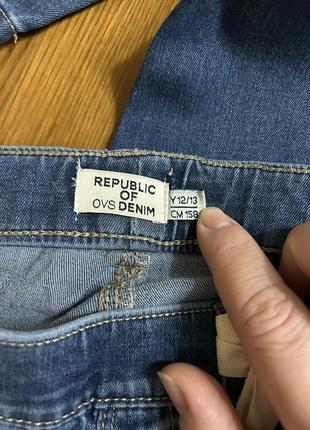 REPUBLIC
OF
OVS DENIM
Y 12/13
CM 158